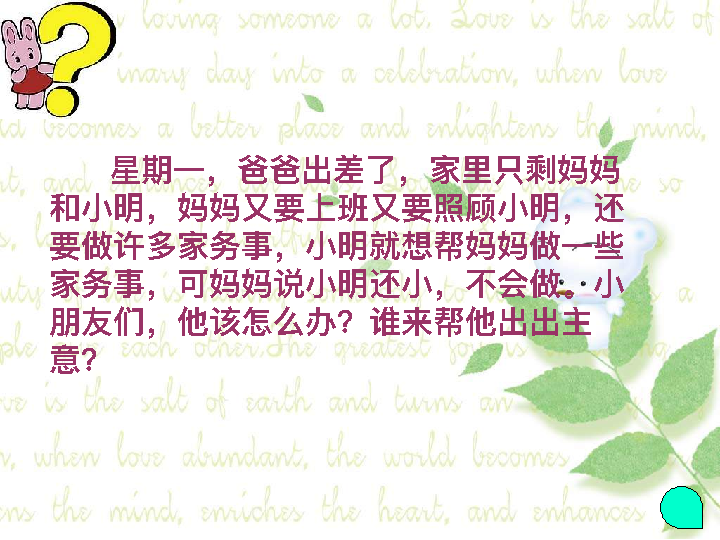 loving someone a lot. Love is the salt of
inary day into a celebration, when love
becomes a better place and enlightens the mind,
星期一，爸爸出差了，家里只剩妈妈
和小明，妈妈又要上班又要照顾小明，还
要做许多家务事，小明就想帮妈妈做一些
家务事，可妈妈说小明还小，不会做。小
朋友们，他该怎么办？谁来帮他出出主
意？
is the salt of earth and turns an
when love abundant, the world becomes
the mind, enriches the heart, and enhances